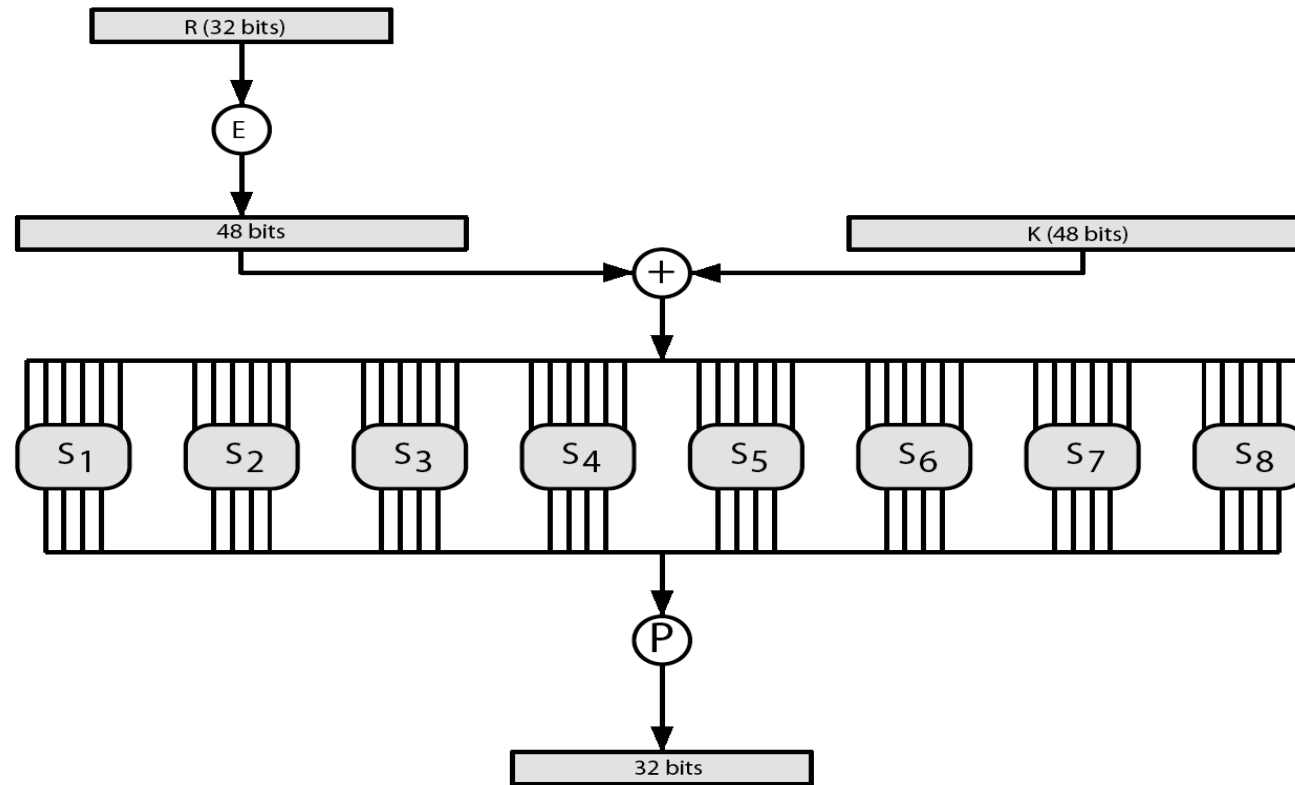 R (32 bits)
E
48 bits
K (48 bits)
+
S1 S2 S3 S4 S5 S6 S7 S8
P
32 bits